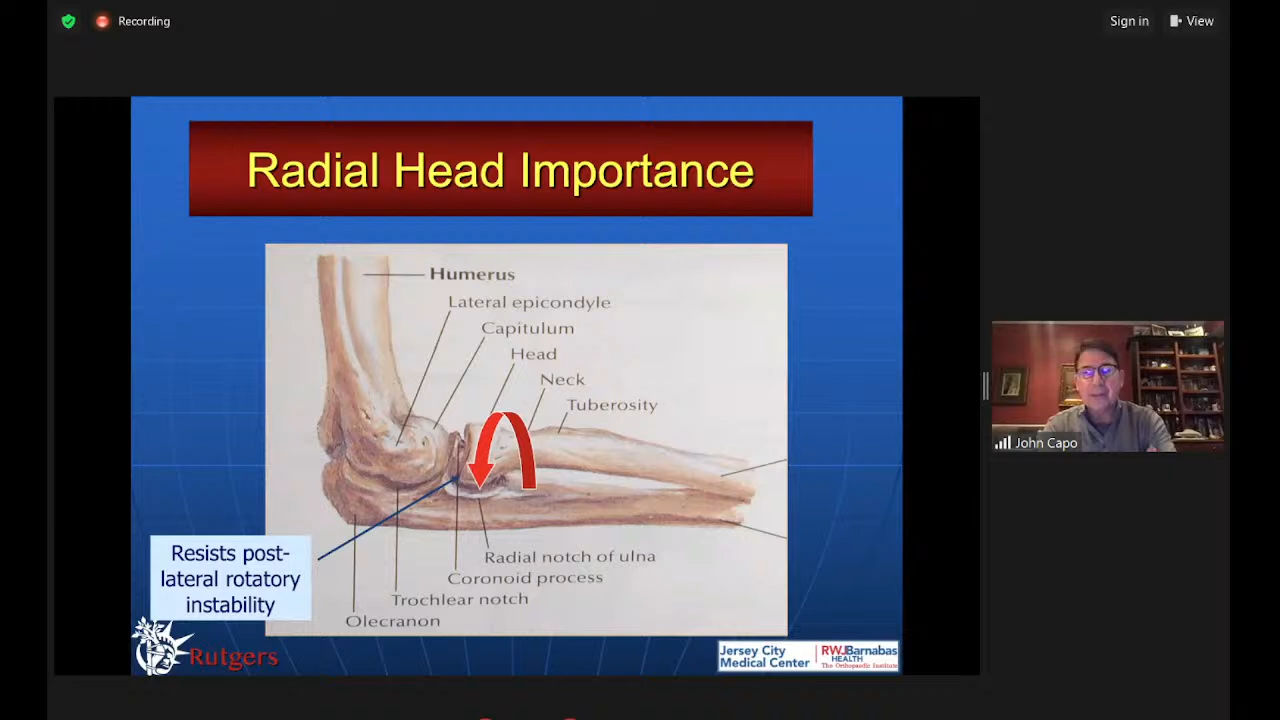 Recording
Sign in
View
Radial Head Importance
Humerus
Lateral epicondyle
Capitulum
Head
Neck
Tuberosity
Resists post-
lateral rotatory
instability
Radial notch of ulna
Coronoid process
Trochlear notch
Olecranon
Rutgers
Jersey City
Medical Center
RWJBarnabas
HEALTH
The Orthopaedic Institute
John Capo